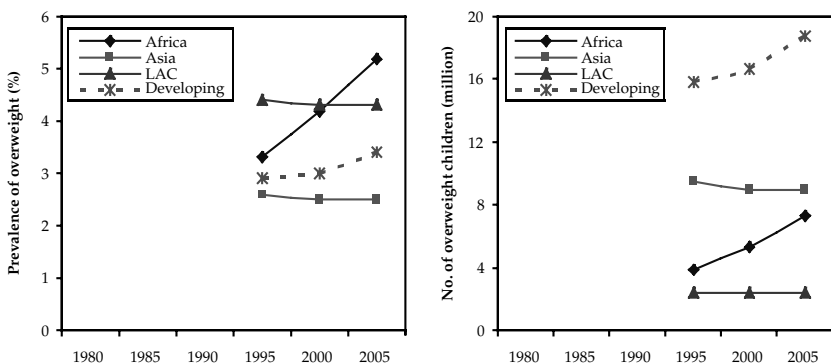 Prevalence of overweight (%)
6
5
4
3
2
1
0
Africa
Asia
LAC
Developing
1980 1985 1990 1995 2000 2005
No. of overweight children (million)
20
16
12
8
4
0
Africa
Asia
LAC
Developing
1980 1985 1990 1995 2000 2005